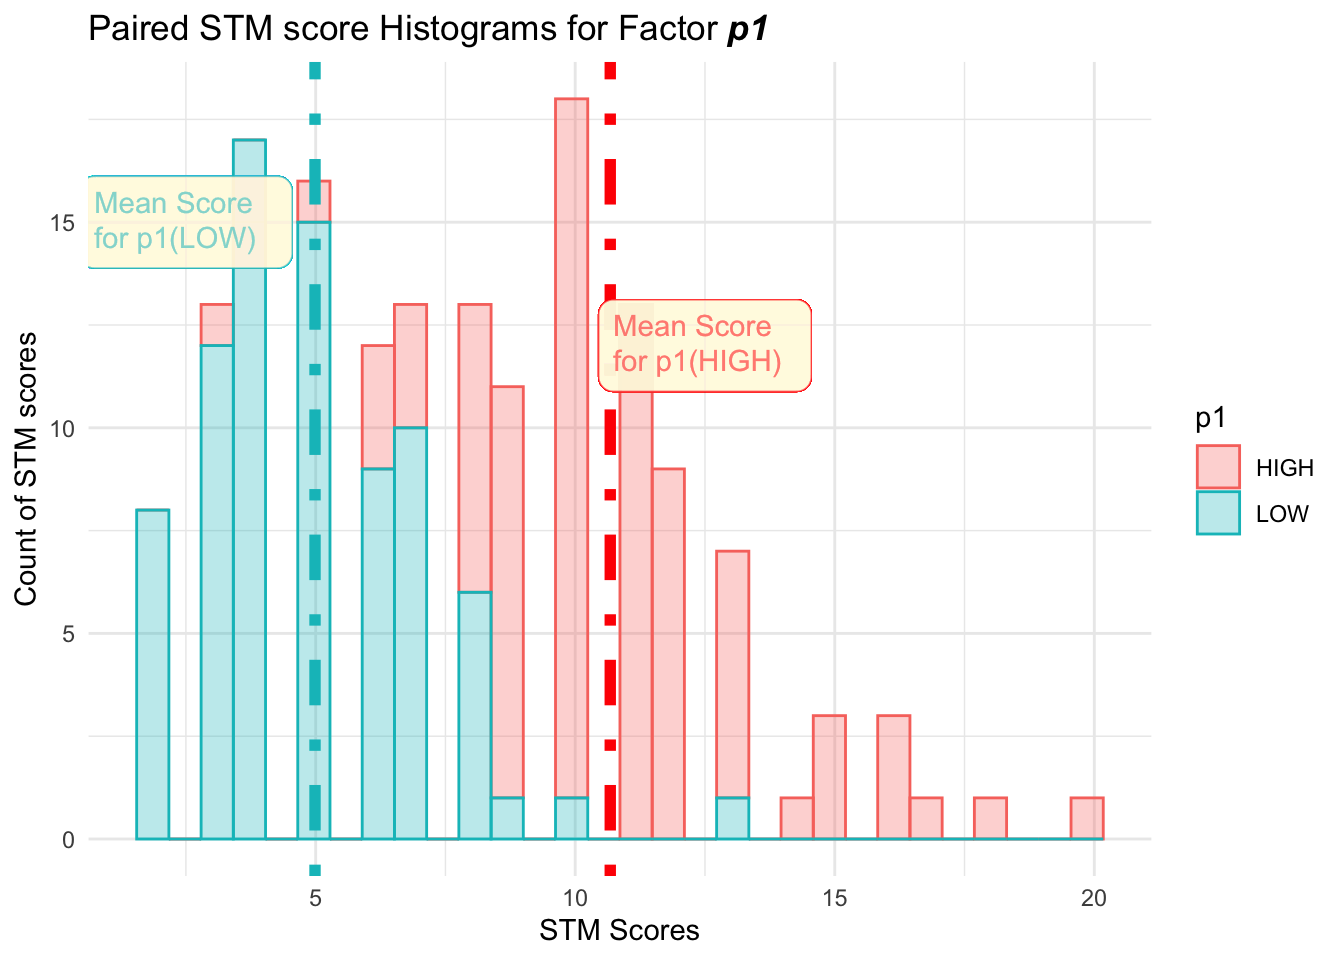 Paired STM score Histograms for Factor p1
Mean Score
for p1(LOW)
Mean Score
for p1(HIGH)
Count of STM scores
15
10
5
0
5
10
15
20
STM Scores
p1
HIGH
LOW